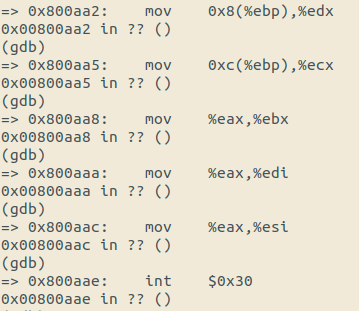 => 0x800aa2: mov 0x8(%ebp),%edx
0x00800aa2 in ?? ()
(gdb)
=> 0x800aa5: mov 0xc(%ebp),%ecx
0x00800aa5 in ?? ()
(gdb)
=> 0x800aa8: mov %eax,%ebx
0x00800aa8 in ?? ()
(gdb)
=> 0x800aaa: mov %eax,%edi
0x00800aaa in ?? ()
(gdb)
=> 0x800aac: mov %eax,%esi
0x00800aac in ?? ()
(gdb)
=> 0x800aae: int $0x30
0x00800aae in ?? ()